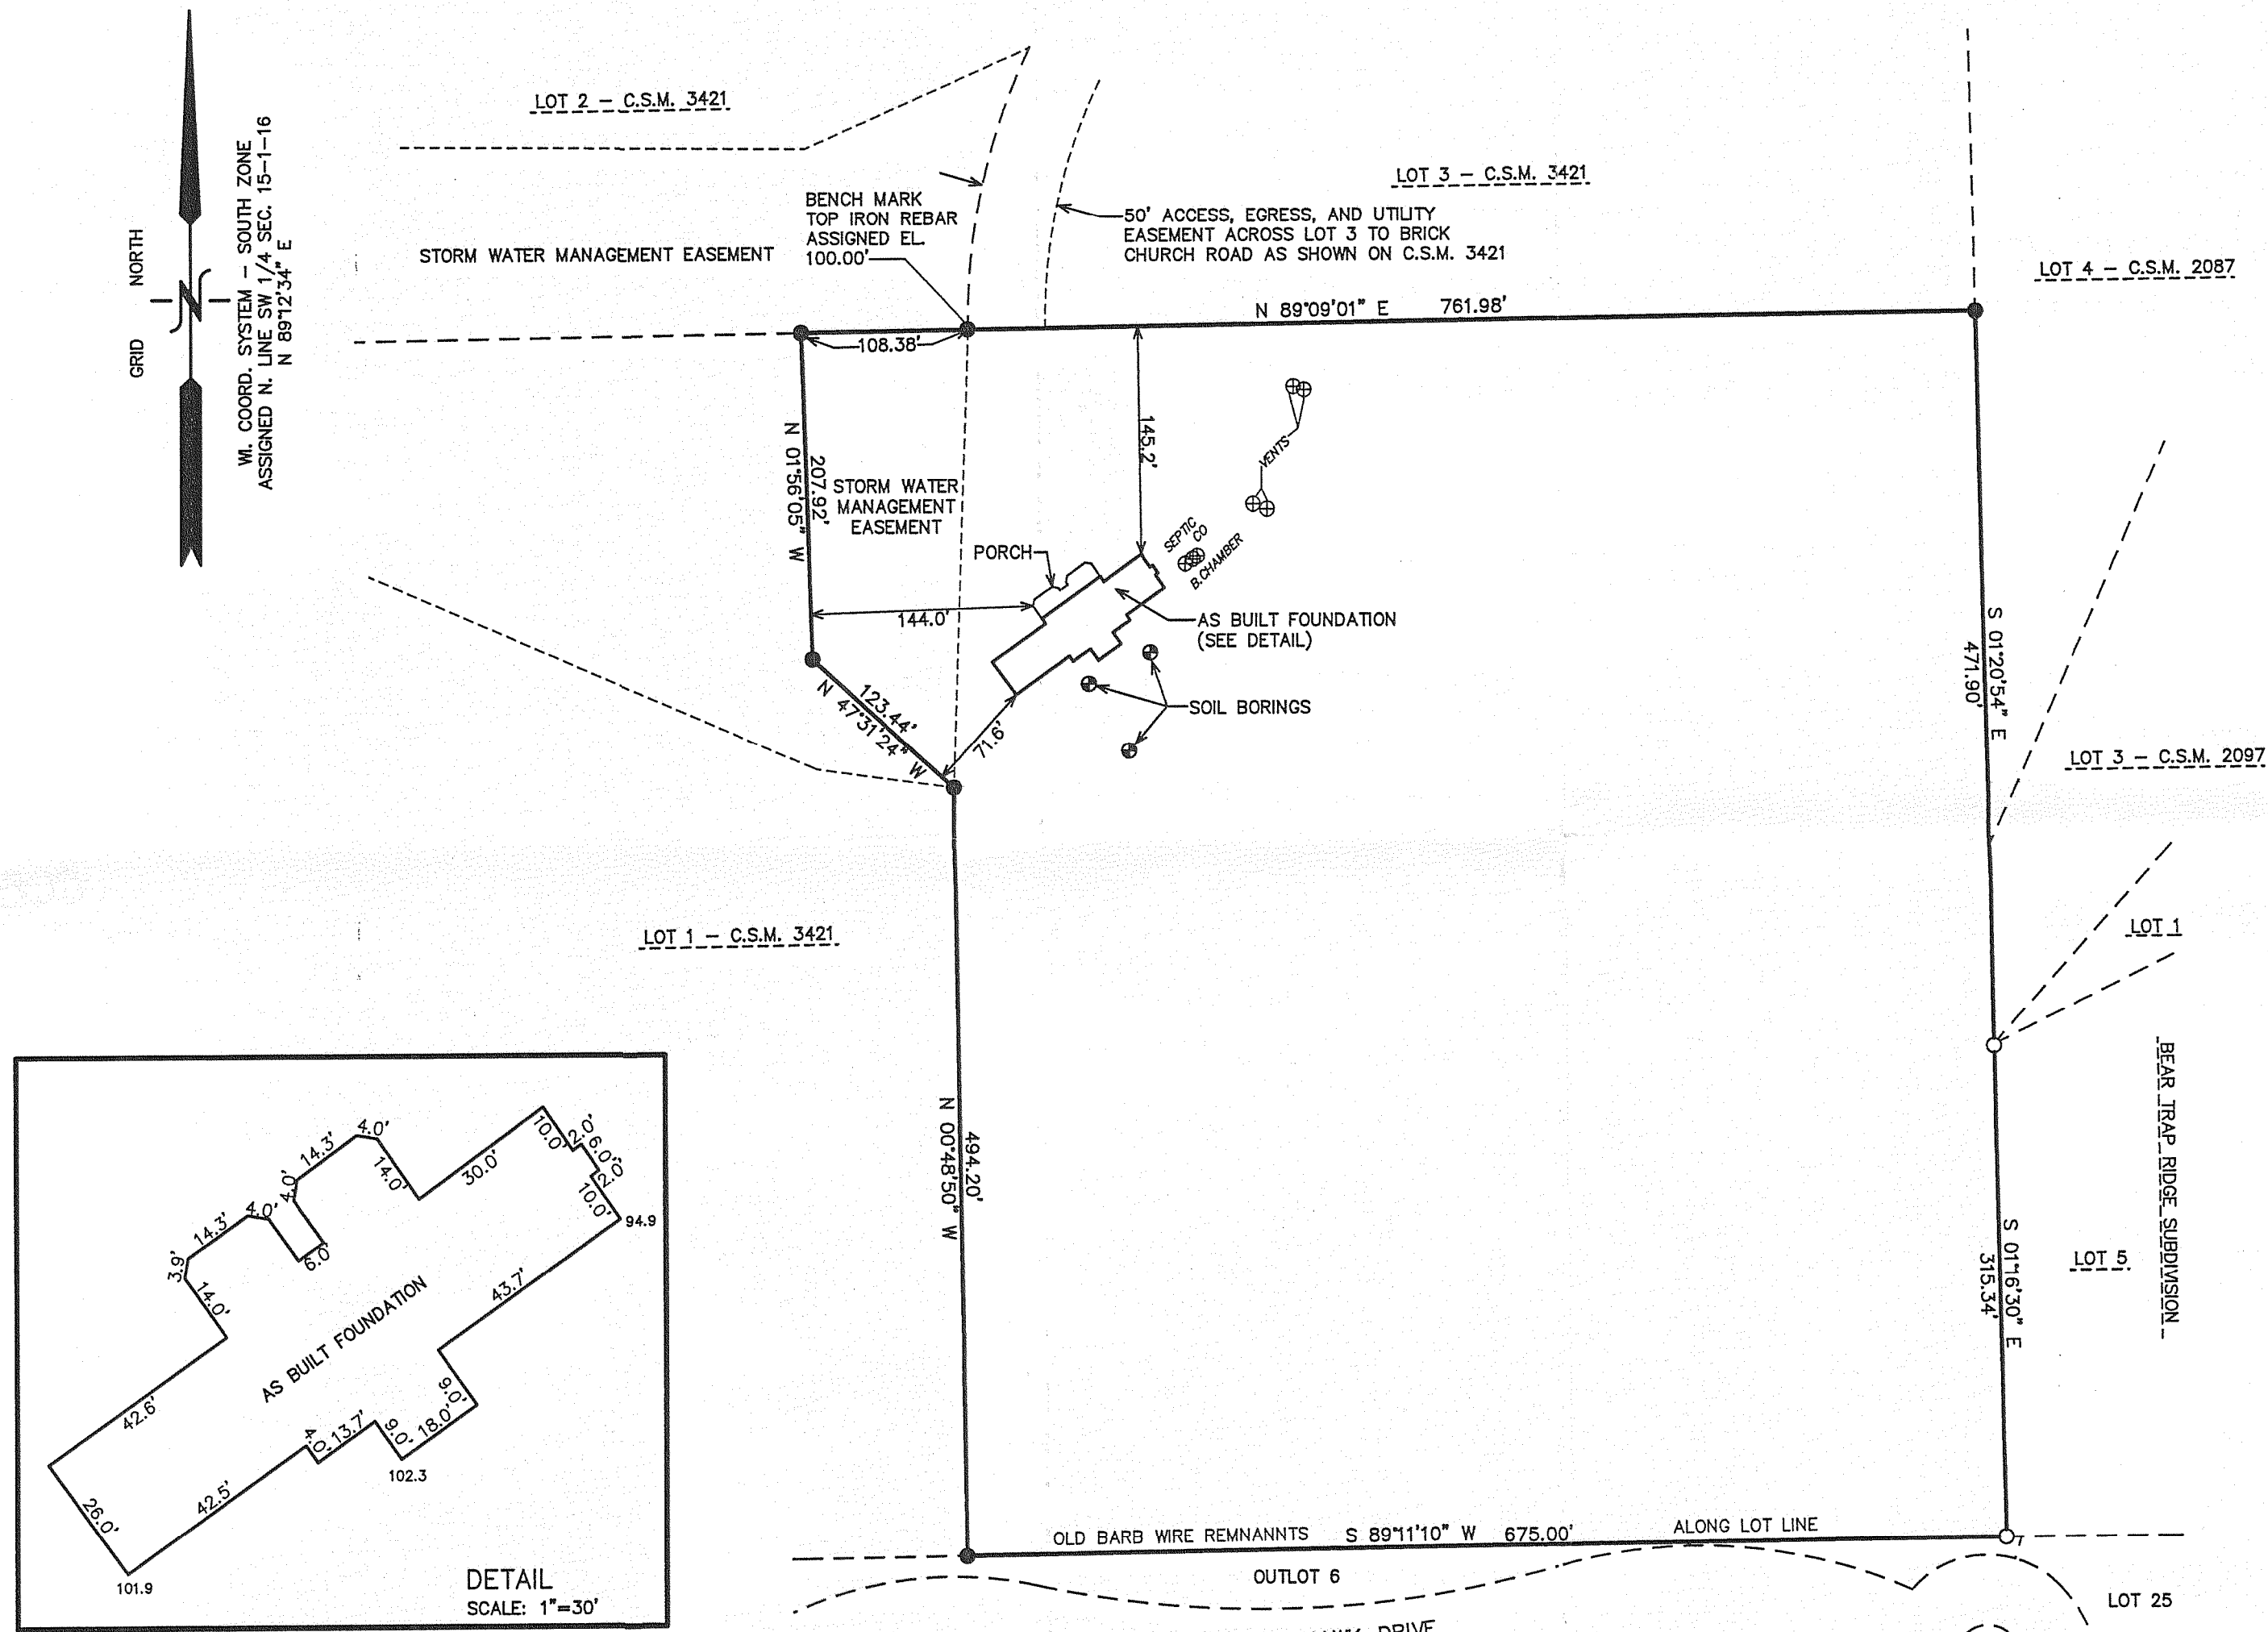 LOT 2 - C.S.M. 3421
GRID NORTH
WI. COORD. SYSTEM - SOUTH ZONE
ASSIGNED N. LINE SW 1/4 SEC. 15-1-16
N 89°12'34" E
N
BENCH MARK
TOP IRON REBAR
ASSIGNED EL.
100.00'
STORM WATER MANAGEMENT EASEMENT
LOT 3 - C.S.M. 3421
50' ACCESS, EGRESS, AND UTILITY
EASEMENT ACROSS LOT 3 TO BRICK
CHURCH ROAD AS SHOWN ON C.S.M. 3421
LOT 4 - C.S.M. 2087
N 89°09'01" E 761.98'
108.38'
145.2'
VENTS
207.92'
N 01°56'05" W
STORM WATER
MANAGEMENT
EASEMENT
PORCH
SEPTIC
CO
B.CHAMBER
144.0'
AS BUILT FOUNDATION
(SEE DETAIL)
SOIL BORINGS
123.44'
N 47°31'24" W
71.6'
S 01°20'54" E
471.90'
LOT 3 - C.S.M. 2097
LOT 1 - C.S.M. 3421
LOT 1
494.20'
N 00°48'50" W
BEAR TRAP RIDGE SUBDIVISION
S 01°16'30" E
315.34'
LOT 5
4.0'
14.3'
14.0'
4.0'
4.0'
14.3'
6.0'
3.9'
14.0'
30.0'
10.0'
2.0'
6.0'
2.0'
10.0'
94.9
43.7'
AS BUILT FOUNDATION
42.6'
9.0'
18.0'
9.0'
13.7'
4.0'
102.3
42.5'
26.0'
101.9
DETAIL
SCALE: 1"=30'
OLD BARB WIRE REMNANNTS S 89°11'10" W 675.00' ALONG LOT LINE
OUTLOT 6
LOT 25
DRIVE